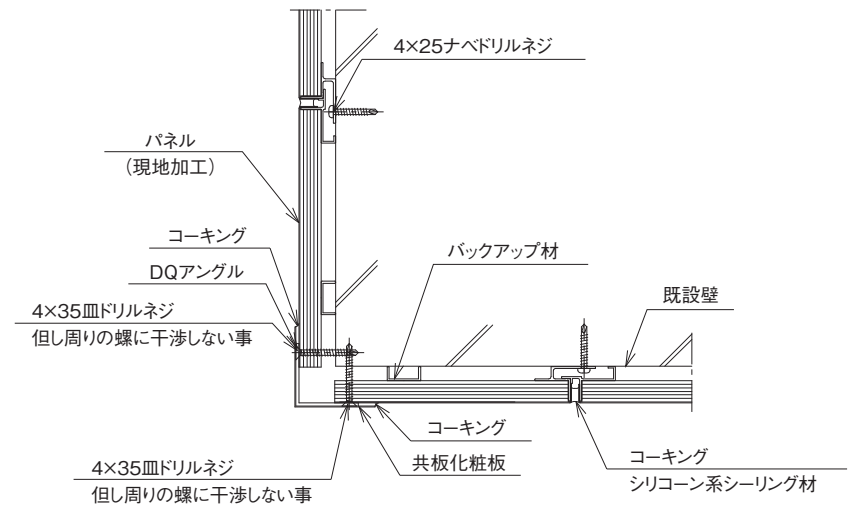 4×25ナベドリルネジ
パネル
（現地加工）
コーキング
DQアングル
4×35皿ドリルネジ
但し周りの螺に干渉しない事
バックアップ材
既設壁
コーキング
共板化粧板
4×35皿ドリルネジ
但し周りの螺に干渉しない事
コーキング
シリコーン系シーリング材